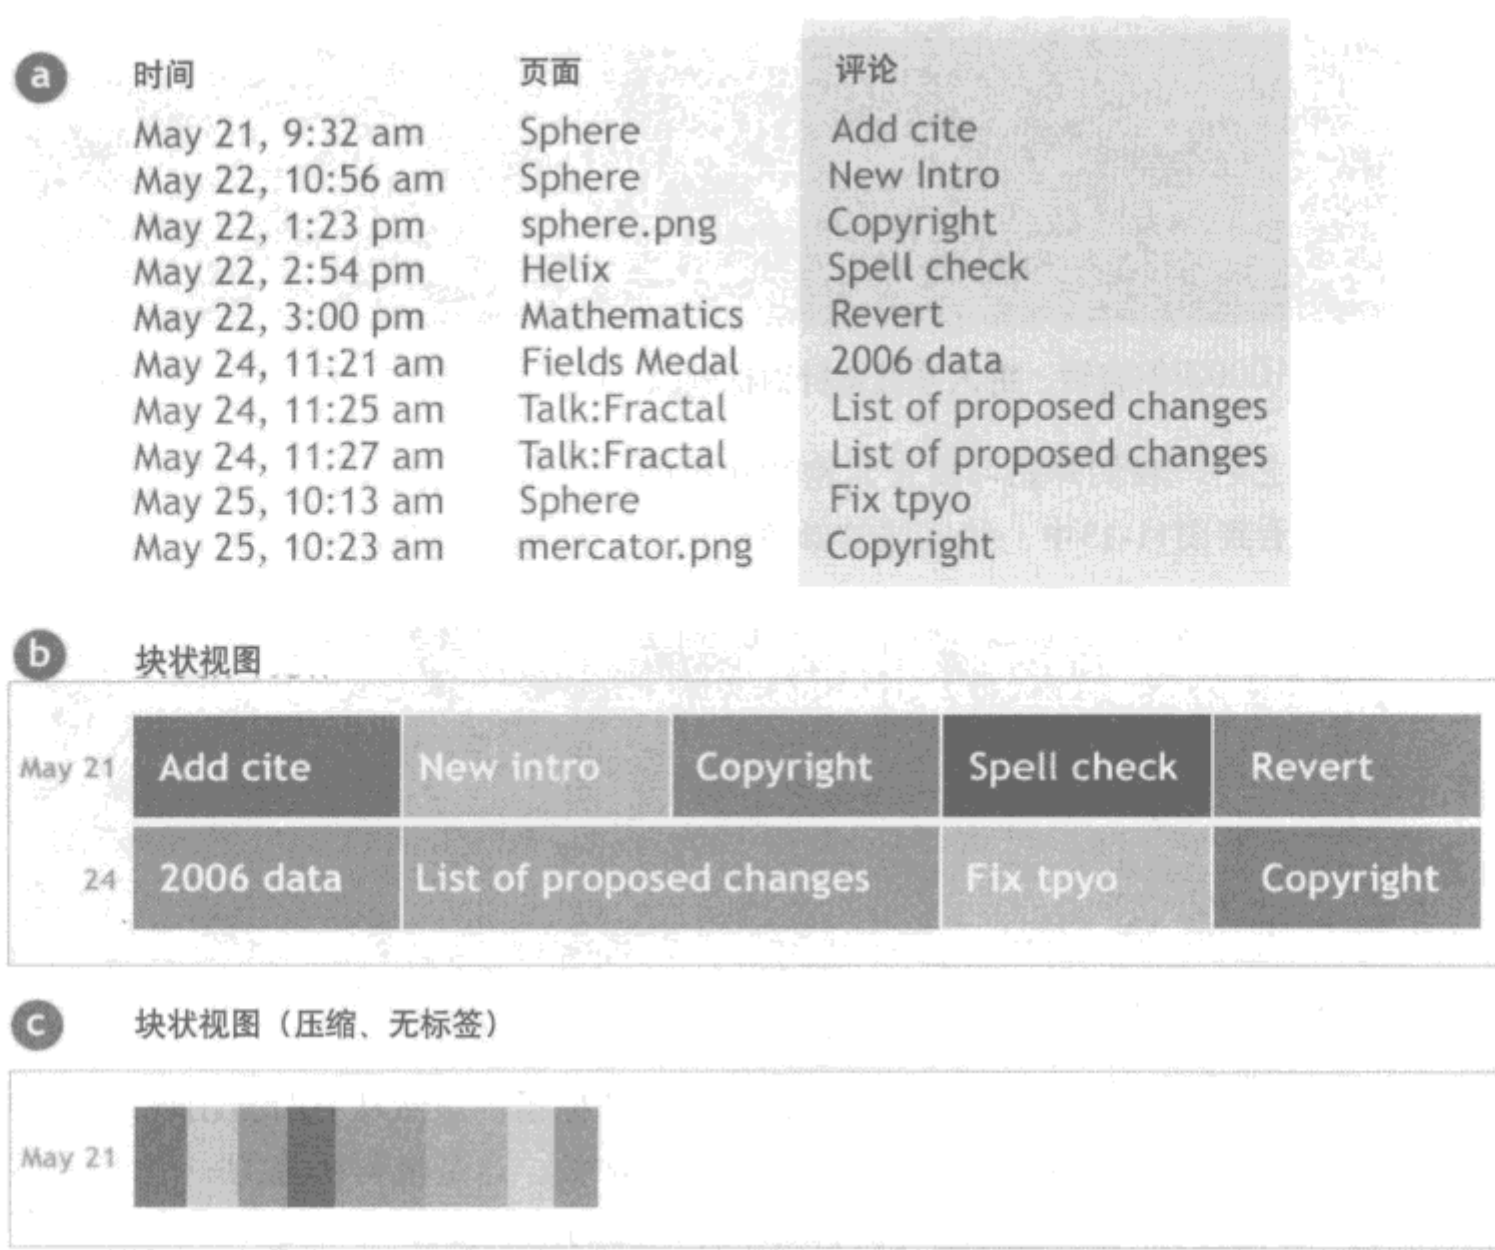 a 时间 页面 评论
May 21, 9:32 am Sphere Add cite
May 22, 10:56 am Sphere New Intro
May 22, 1:23 pm sphere.png Copyright
May 22, 2:54 pm Helix Spell check
May 22, 3:00 pm Mathematics Revert
May 24, 11:21 am Fields Medal 2006 data
May 24, 11:25 am Talk:Fractal List of proposed changes
May 24, 11:27 am Talk:Fractal List of proposed changes
May 25, 10:13 am Sphere Fix tpyo
May 25, 10:23 am mercator.png Copyright
b 块状视图
May 21 Add cite New intro Copyright Spell check Revert
24 2006 data List of proposed changes Fix tpyo Copyright
c 块状视图（压缩、无标签）
May 21